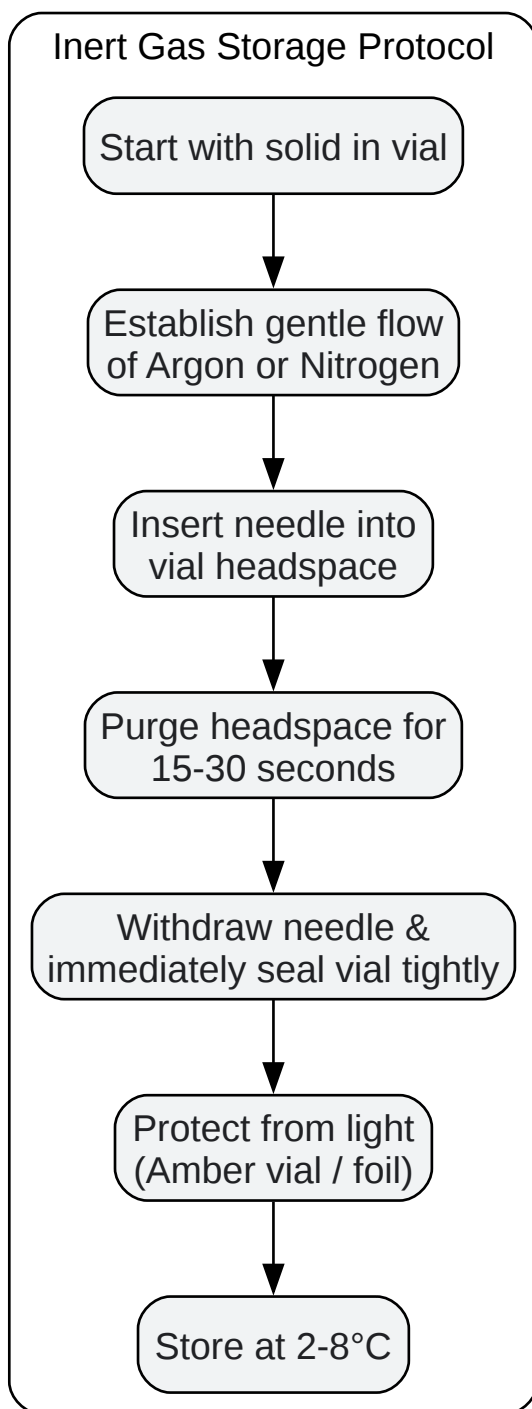 Inert Gas Storage Protocol
Start with solid in vial
Establish gentle flow
of Argon or Nitrogen
Insert needle into
vial headspace
Purge headspace for
15-30 seconds
Withdraw needle &
immediately seal vial tightly
Protect from light
(Amber vial / foil)
Store at 2-8°C